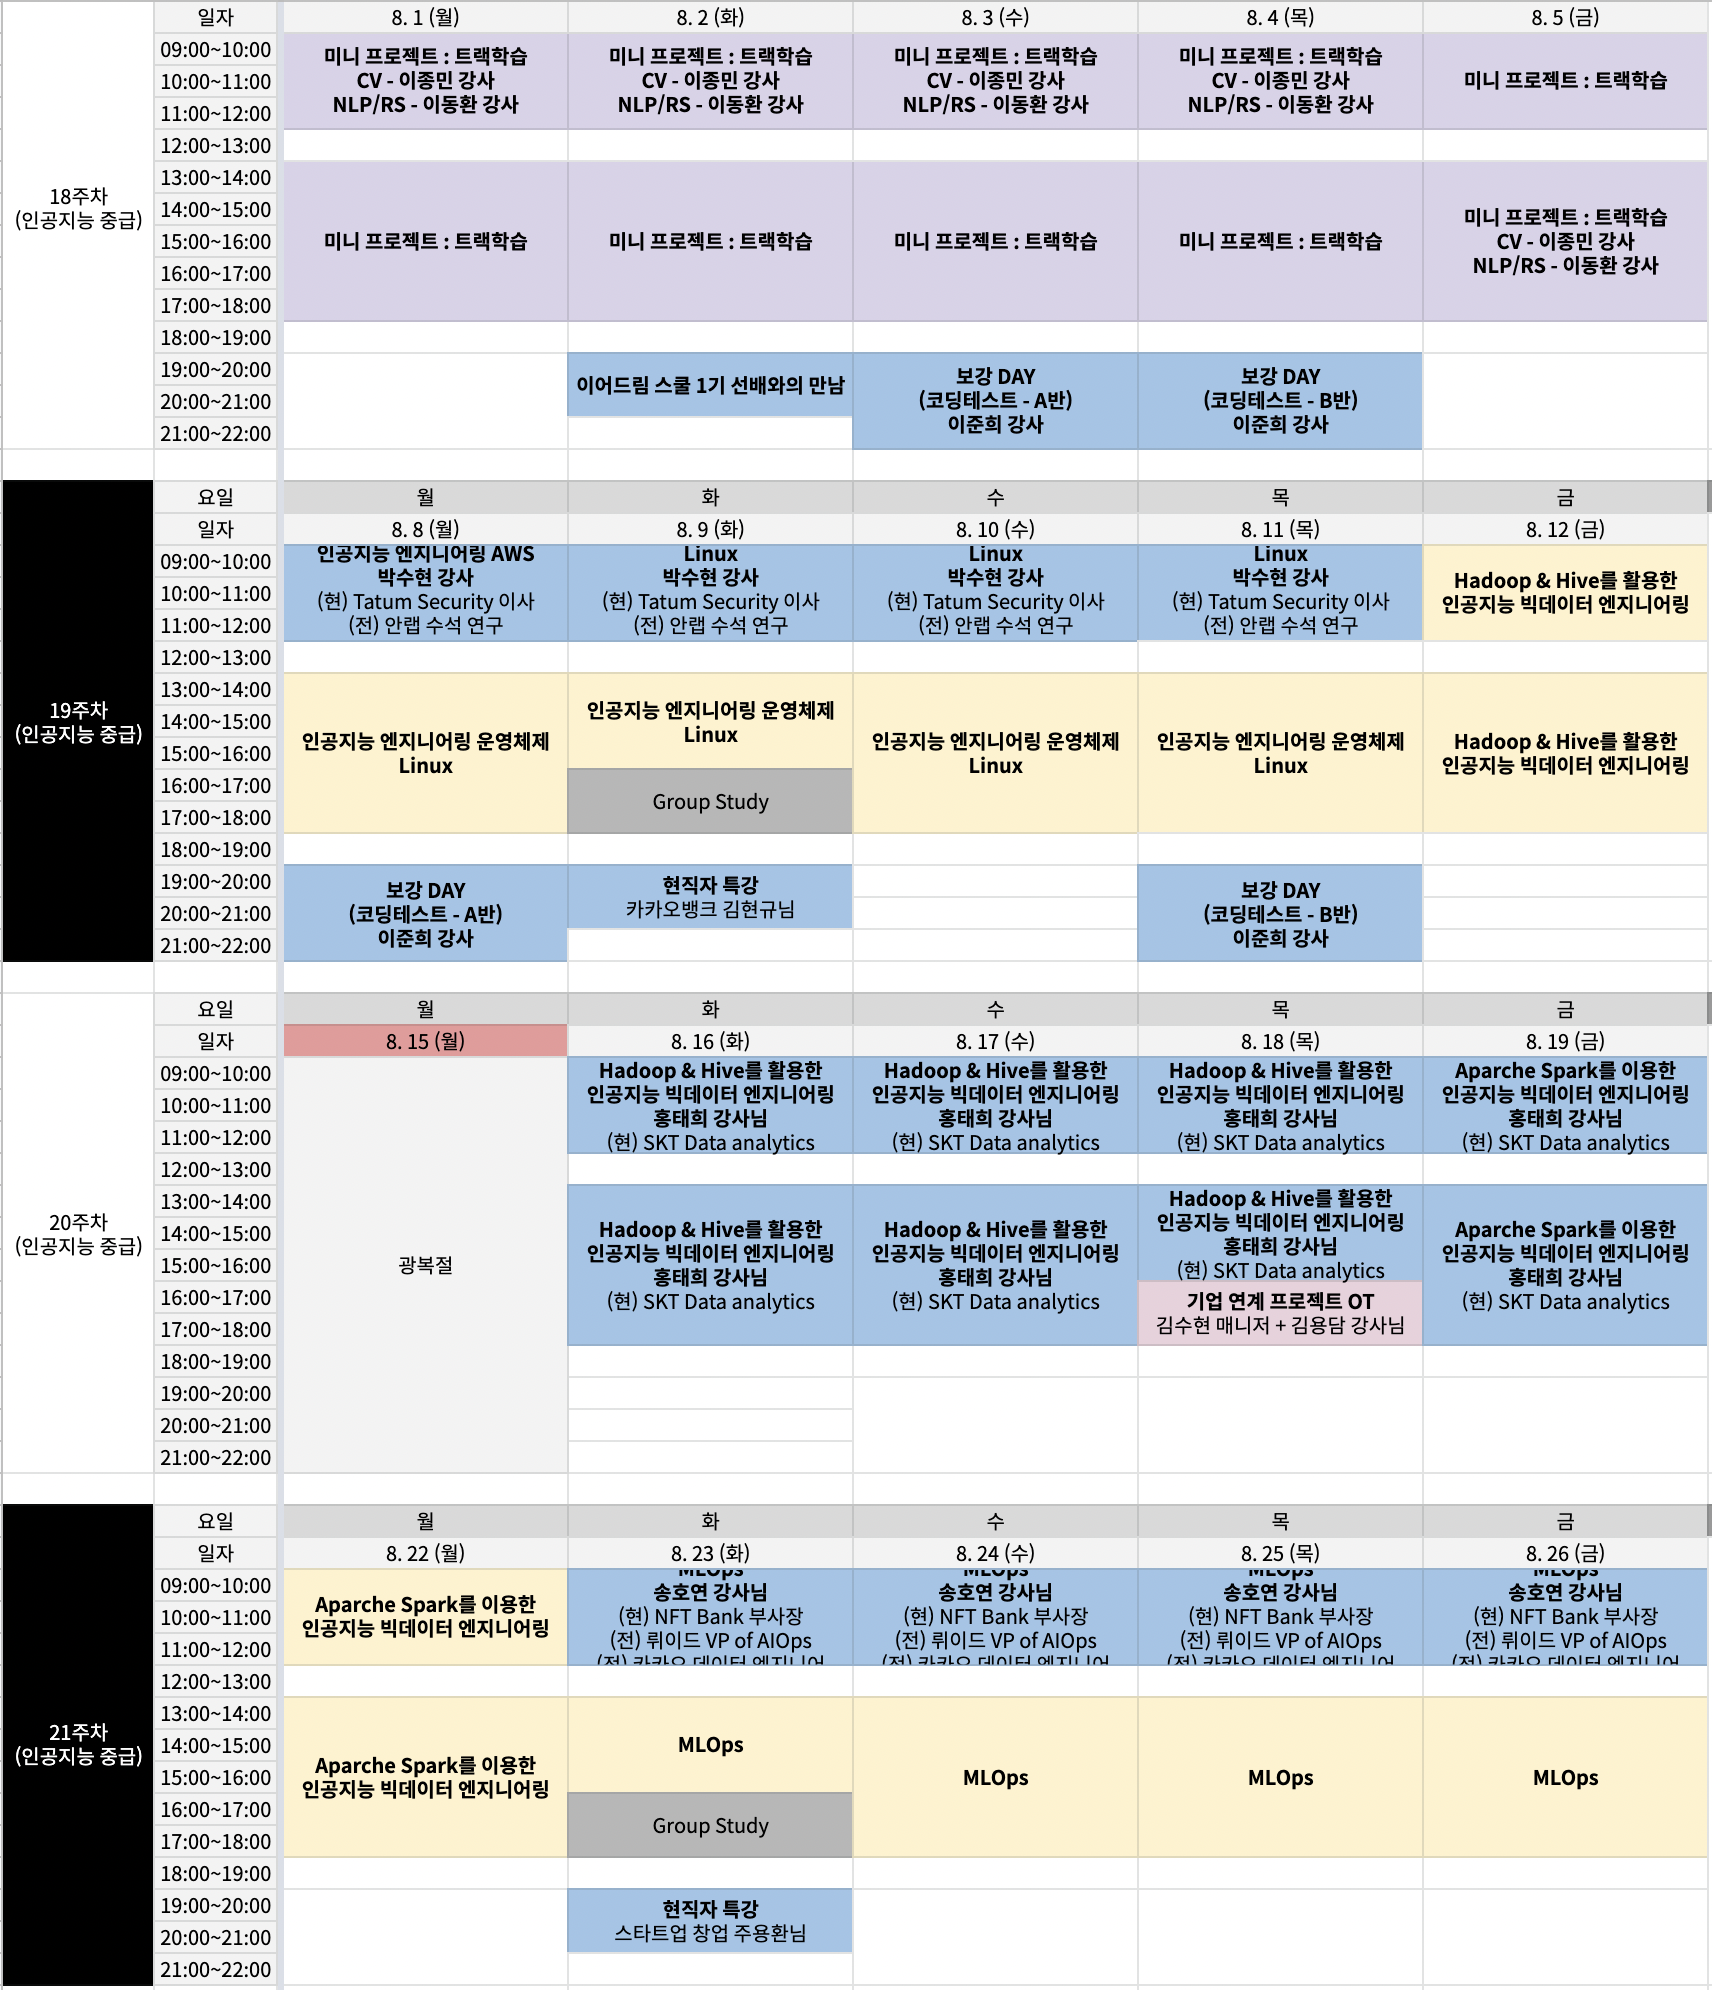 일자 8. 1 (월) 8. 2 (화) 8. 3 (수) 8. 4 (목) 8. 5 (금)
18주차
(인공지능 중급)
09:00~10:00
10:00~11:00
11:00~12:00
12:00~13:00
13:00~14:00
14:00~15:00
15:00~16:00
16:00~17:00
17:00~18:00
18:00~19:00
19:00~20:00
20:00~21:00
21:00~22:00
미니 프로젝트 : 트랙학습
CV - 이종민 강사
NLP/RS - 이동환 강사
미니 프로젝트 : 트랙학습
CV - 이종민 강사
NLP/RS - 이동환 강사
미니 프로젝트 : 트랙학습
CV - 이종민 강사
NLP/RS - 이동환 강사
미니 프로젝트 : 트랙학습
CV - 이종민 강사
NLP/RS - 이동환 강사
미니 프로젝트 : 트랙학습
미니 프로젝트 : 트랙학습
미니 프로젝트 : 트랙학습
미니 프로젝트 : 트랙학습
미니 프로젝트 : 트랙학습
미니 프로젝트 : 트랙학습
CV - 이종민 강사
NLP/RS - 이동환 강사
이어드림 스쿨 1기 선배와의 만남
보강 DAY
(코딩테스트 - A반)
이준희 강사
보강 DAY
(코딩테스트 - B반)
이준희 강사
요일 월 화 수 목 금
일자 8. 8 (월) 8. 9 (화) 8. 10 (수) 8. 11 (목) 8. 12 (금)
19주차
(인공지능 중급)
09:00~10:00
10:00~11:00
11:00~12:00
12:00~13:00
13:00~14:00
14:00~15:00
15:00~16:00
16:00~17:00
17:00~18:00
18:00~19:00
19:00~20:00
20:00~21:00
21:00~22:00
인공지능 엔지니어링 AWS
박수현 강사
(현) Tatum Security 이사
(전) 안랩 수석 연구
Linux
박수현 강사
(현) Tatum Security 이사
(전) 안랩 수석 연구
Linux
박수현 강사
(현) Tatum Security 이사
(전) 안랩 수석 연구
Linux
박수현 강사
(현) Tatum Security 이사
(전) 안랩 수석 연구
Hadoop & Hive를 활용한
인공지능 빅데이터 엔지니어링
인공지능 엔지니어링 운영체제
Linux
인공지능 엔지니어링 운영체제
Linux
Group Study
인공지능 엔지니어링 운영체제
Linux
인공지능 엔지니어링 운영체제
Linux
Hadoop & Hive를 활용한
인공지능 빅데이터 엔지니어링
보강 DAY
(코딩테스트 - A반)
이준희 강사
현직자 특강
카카오뱅크 김현규님
보강 DAY
(코딩테스트 - B반)
이준희 강사
요일 월 화 수 목 금
일자 8. 15 (월) 8. 16 (화) 8. 17 (수) 8. 18 (목) 8. 19 (금)
20주차
(인공지능 중급)
09:00~10:00
10:00~11:00
11:00~12:00
12:00~13:00
13:00~14:00
14:00~15:00
15:00~16:00
16:00~17:00
17:00~18:00
18:00~19:00
19:00~20:00
20:00~21:00
21:00~22:00
광복절
Hadoop & Hive를 활용한
인공지능 빅데이터 엔지니어링
홍태희 강사님
(현) SKT Data analytics
Hadoop & Hive를 활용한
인공지능 빅데이터 엔지니어링
홍태희 강사님
(현) SKT Data analytics
Hadoop & Hive를 활용한
인공지능 빅데이터 엔지니어링
홍태희 강사님
(현) SKT Data analytics
Aparche Spark를 이용한
인공지능 빅데이터 엔지니어링
홍태희 강사님
(현) SKT Data analytics
Hadoop & Hive를 활용한
인공지능 빅데이터 엔지니어링
홍태희 강사님
(현) SKT Data analytics
Hadoop & Hive를 활용한
인공지능 빅데이터 엔지니어링
홍태희 강사님
(현) SKT Data analytics
Hadoop & Hive를 활용한
인공지능 빅데이터 엔지니어링
홍태희 강사님
(현) SKT Data analytics
기업 연계 프로젝트 OT
김수현 매니저 + 김용담 강사님
Aparche Spark를 이용한
인공지능 빅데이터 엔지니어링
홍태희 강사님
(현) SKT Data analytics
요일 월 화 수 목 금
일자 8. 22 (월) 8. 23 (화) 8. 24 (수) 8. 25 (목) 8. 26 (금)
21주차
(인공지능 중급)
09:00~10:00
10:00~11:00
11:00~12:00
12:00~13:00
13:00~14:00
14:00~15:00
15:00~16:00
16:00~17:00
17:00~18:00
18:00~19:00
19:00~20:00
20:00~21:00
21:00~22:00
Aparche Spark를 이용한
인공지능 빅데이터 엔지니어링
MLOps
송호연 강사님
(현) NFT Bank 부사장
(전) 뤼이드 VP of AIOps
(전) 카카오 데이터 엔지니어
MLOps
송호연 강사님
(현) NFT Bank 부사장
(전) 뤼이드 VP of AIOps
(전) 카카오 데이터 엔지니어
MLOps
송호연 강사님
(현) NFT Bank 부사장
(전) 뤼이드 VP of AIOps
(전) 카카오 데이터 엔지니어
MLOps
송호연 강사님
(현) NFT Bank 부사장
(전) 뤼이드 VP of AIOps
(전) 카카오 데이터 엔지니어
Aparche Spark를 이용한
인공지능 빅데이터 엔지니어링
MLOps
Group Study
MLOps
MLOps
MLOps
현직자 특강
스타트업 창업 주용환님